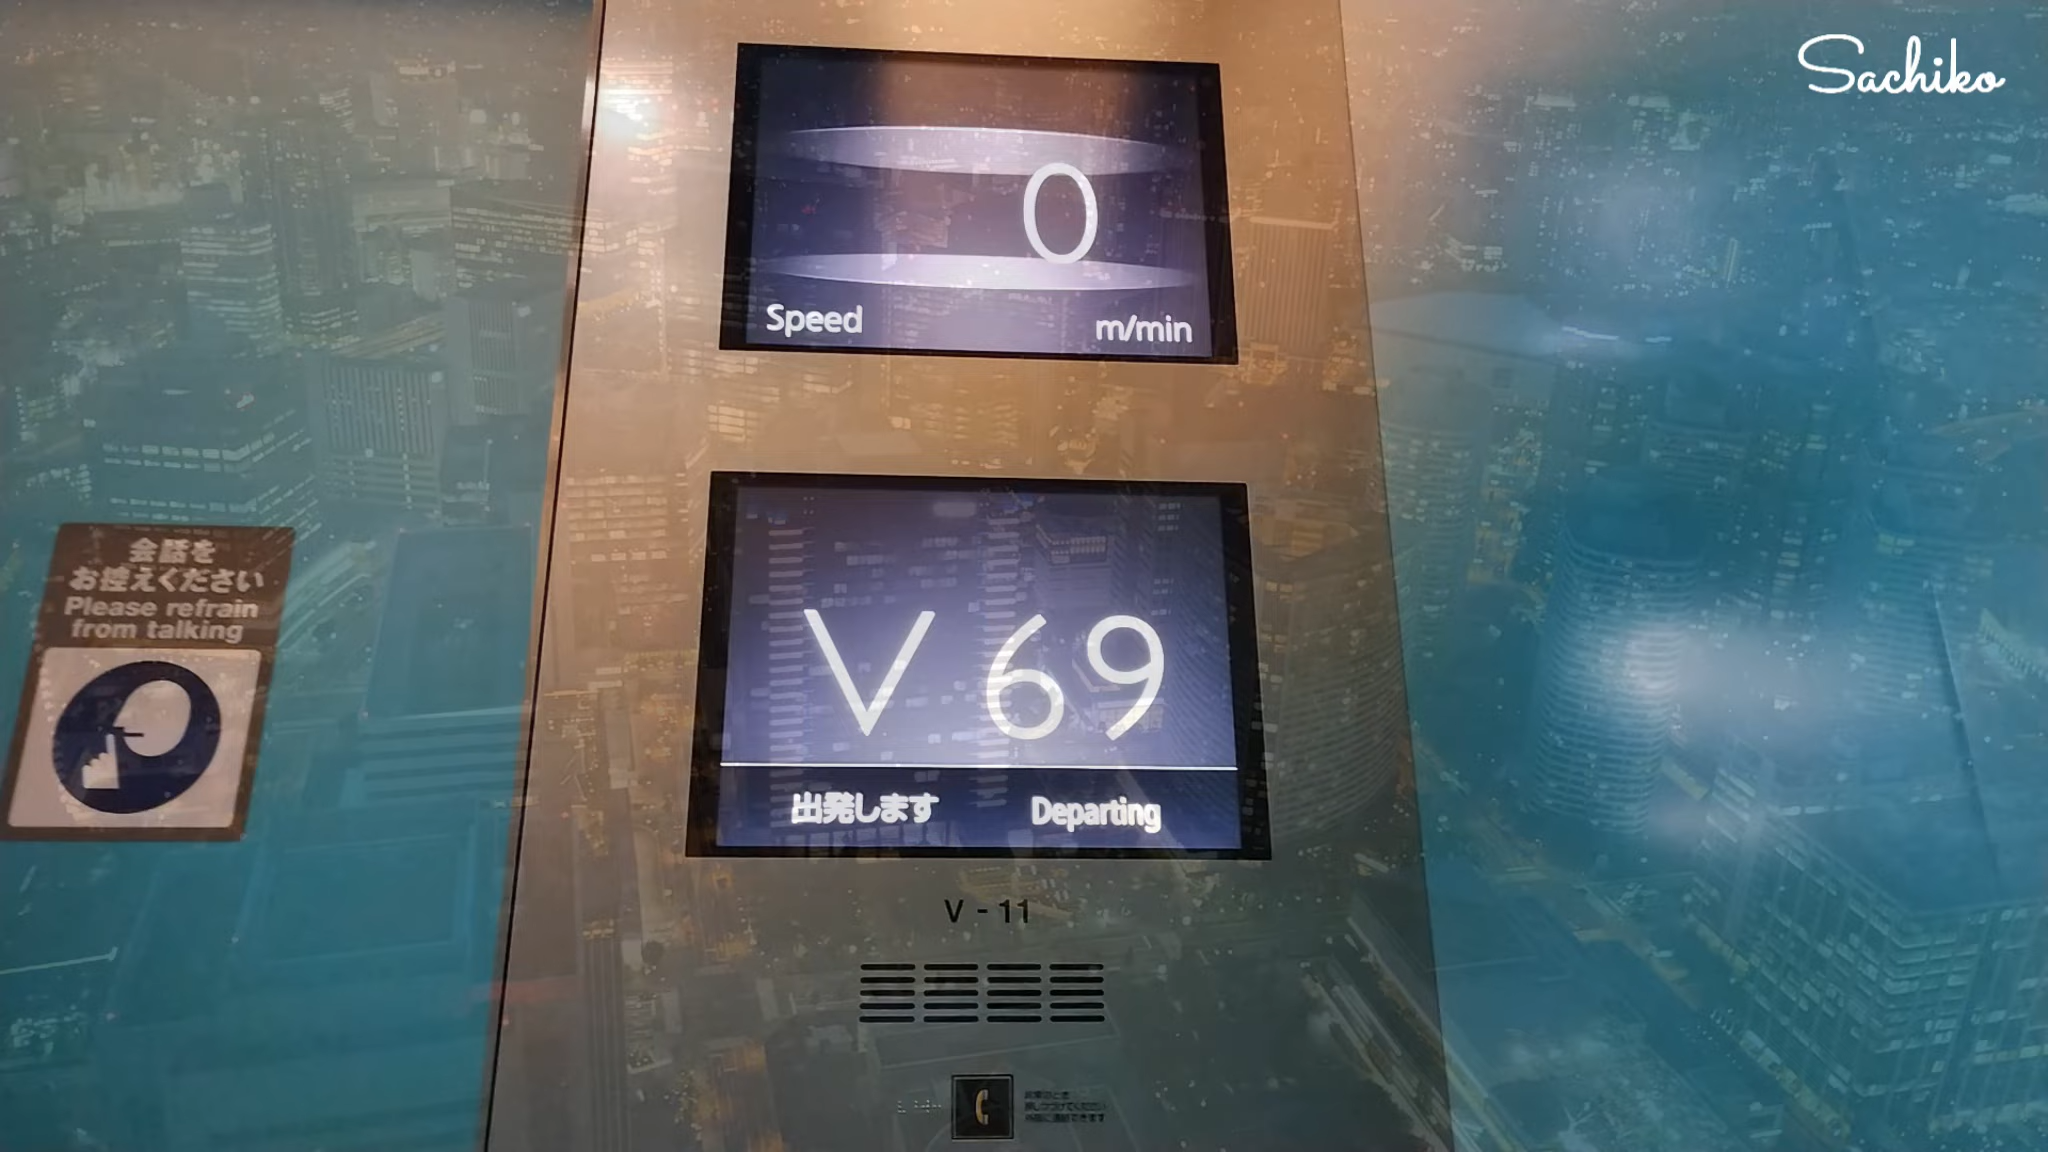 Sachiko
0
Speed
m/min
会話を
お控えください
Please refrain
from talking
V 69
出発します
Departing
V - 11